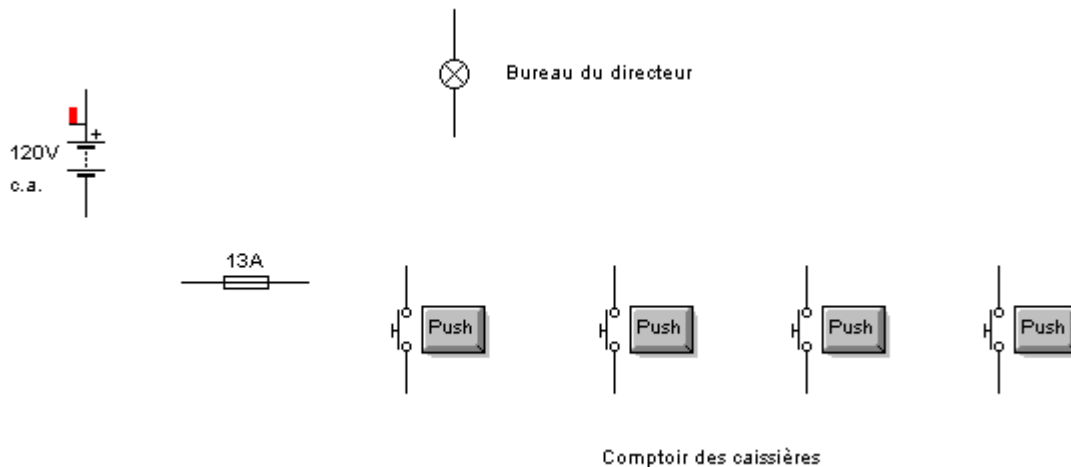 Bureau du directeur
+
120V
c.a.
13A
Push Push Push Push
Comptoir des caissières